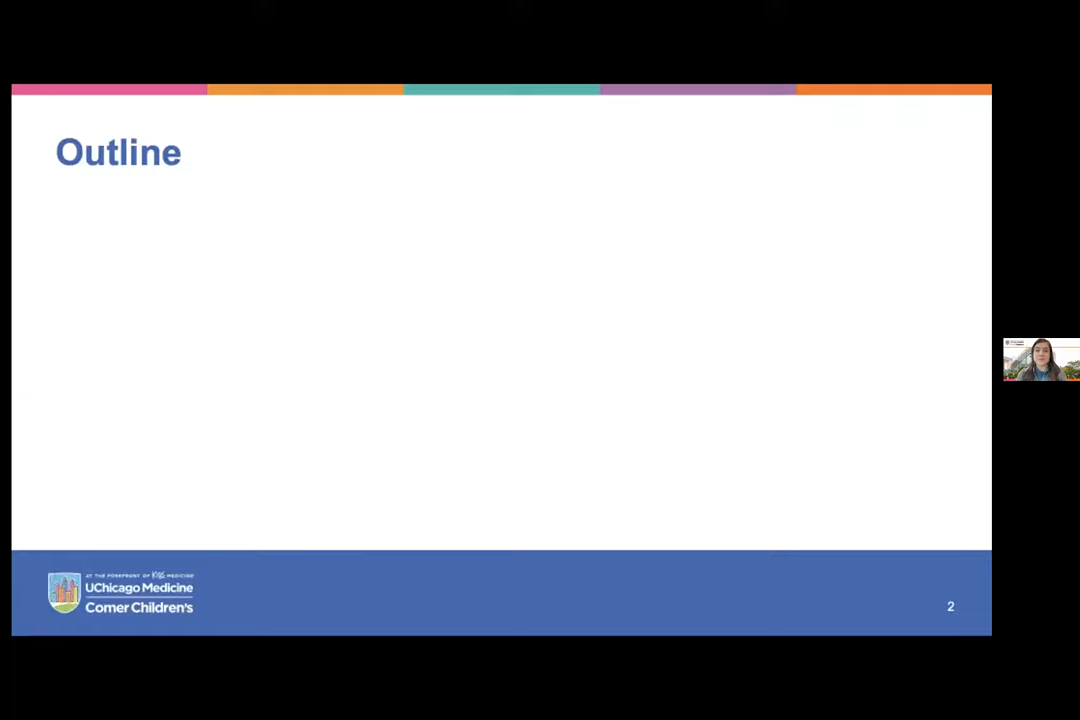 Outline
AT THE FOREFRONT OF KIDS MEDICINE
UChicago Medicine
Comer Children's
2